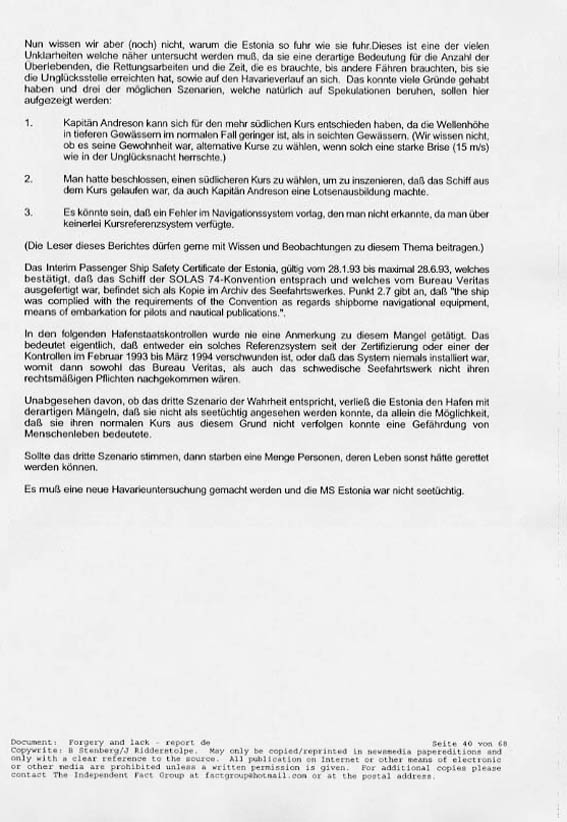 Nun wissen wir aber (noch) nicht, warum die Estonia so fuhr wie sie fuhr.Dieses ist eine der vielen
Unklarheiten welche näher untersucht werden muß, da sie eine derartige Bedeutung für die Anzahl der
Überlebenden, die Rettungsarbeiten und die Zeit, die es brauchte, bis andere Fähren brauchten, bis sie
die Unglücksstelle erreichten hat, sowie auf den Havarieverlauf an sich. Das konnte viele Gründe gehabt
haben und drei der möglichen Szenarien, welche natürlich auf Spekulationen beruhen, sollen hier
aufgezeigt werden:
1. Kapitän Andreson kann sich für den mehr südlichen Kurs entschieden haben, da die Wellenhöhe
in tieferen Gewässern im normalen Fall geringer ist, als in seichten Gewässern. (Wir wissen nicht,
ob es seine Gewohnheit war, alternative Kurse zu wählen, wenn solch eine starke Brise (15 m/s)
wie in der Unglücksnacht herrschte.)
2. Man hatte beschlossen, einen südlicheren Kurs zu wählen, um zu inszenieren, daß das Schiff aus
dem Kurs gelaufen war, da auch Kapitän Andreson eine Lotsenausbildung machte.
3. Es könnte sein, daß ein Fehler im Navigationssystem vorlag, den man nicht erkannte, da man über
keinerlei Kursreferenzsystem verfügte.
(Die Leser dieses Berichtes dürfen gerne mit Wissen und Beobachtungen zu diesem Thema beitragen.)
Das Interim Passenger Ship Safety Certificate der Estonia, gültig vom 28.1.93 bis maximal 28.6.93, welches
bestätigt, daß das Schiff der SOLAS 74-Konvention entsprach und welches vom Bureau Veritas
ausgefertigt war, befindet sich als Kopie im Archiv des Seefahrtswerkes. Punkt 2.7 gibt an, daß "the ship
was complied with the requirements of the Convention as regards shipborne navigational equipment,
means of embarkation for pilots and nautical publications.".
In den folgenden Hafenstaatskontrollen wurde nie eine Anmerkung zu diesem Mangel getätigt. Das
bedeutet eigentlich, daß entweder ein solches Referenzsystem seit der Zertifizierung oder einer der
Kontrollen im Februar 1993 bis März 1994 verschwunden ist, oder daß das System niemals installiert war,
womit dann sowohl das Bureau Veritas, als auch das schwedische Seefahrtswerk nicht ihren
rechtsmäßigen Pflichten nachgekommen wären.
Unabgesehen davon, ob das dritte Szenario der Wahrheit entspricht, verließ die Estonia den Hafen mit
derartigen Mängeln, daß sie nicht als seetüchtig angesehen werden konnte, da allein die Möglichkeit,
daß sie ihren normalen Kurs aus diesem Grund nicht verfolgen konnte eine Gefährdung von
Menschenleben bedeutete.
Sollte das dritte Szenario stimmen, dann starben eine Menge Personen, deren Leben sonst hätte gerettet
werden können.
Es muß eine neue Havarieuntersuchung gemacht werden und die MS Estonia war nicht seetüchtig.
Document: Forgery and lack - report de Seite 40 von 68
Copywrite: B Stenberg/J Ridderstolpe. May only be copied/reprinted in newsmedia papereditions and
only with a clear reference to the source. All publication on Internet or other means of electronic
or other media are prohibited unless a written permission is given. For additional copies please
contact The Independent Fact Group at factgroup@hotmail.com or at the postal address.